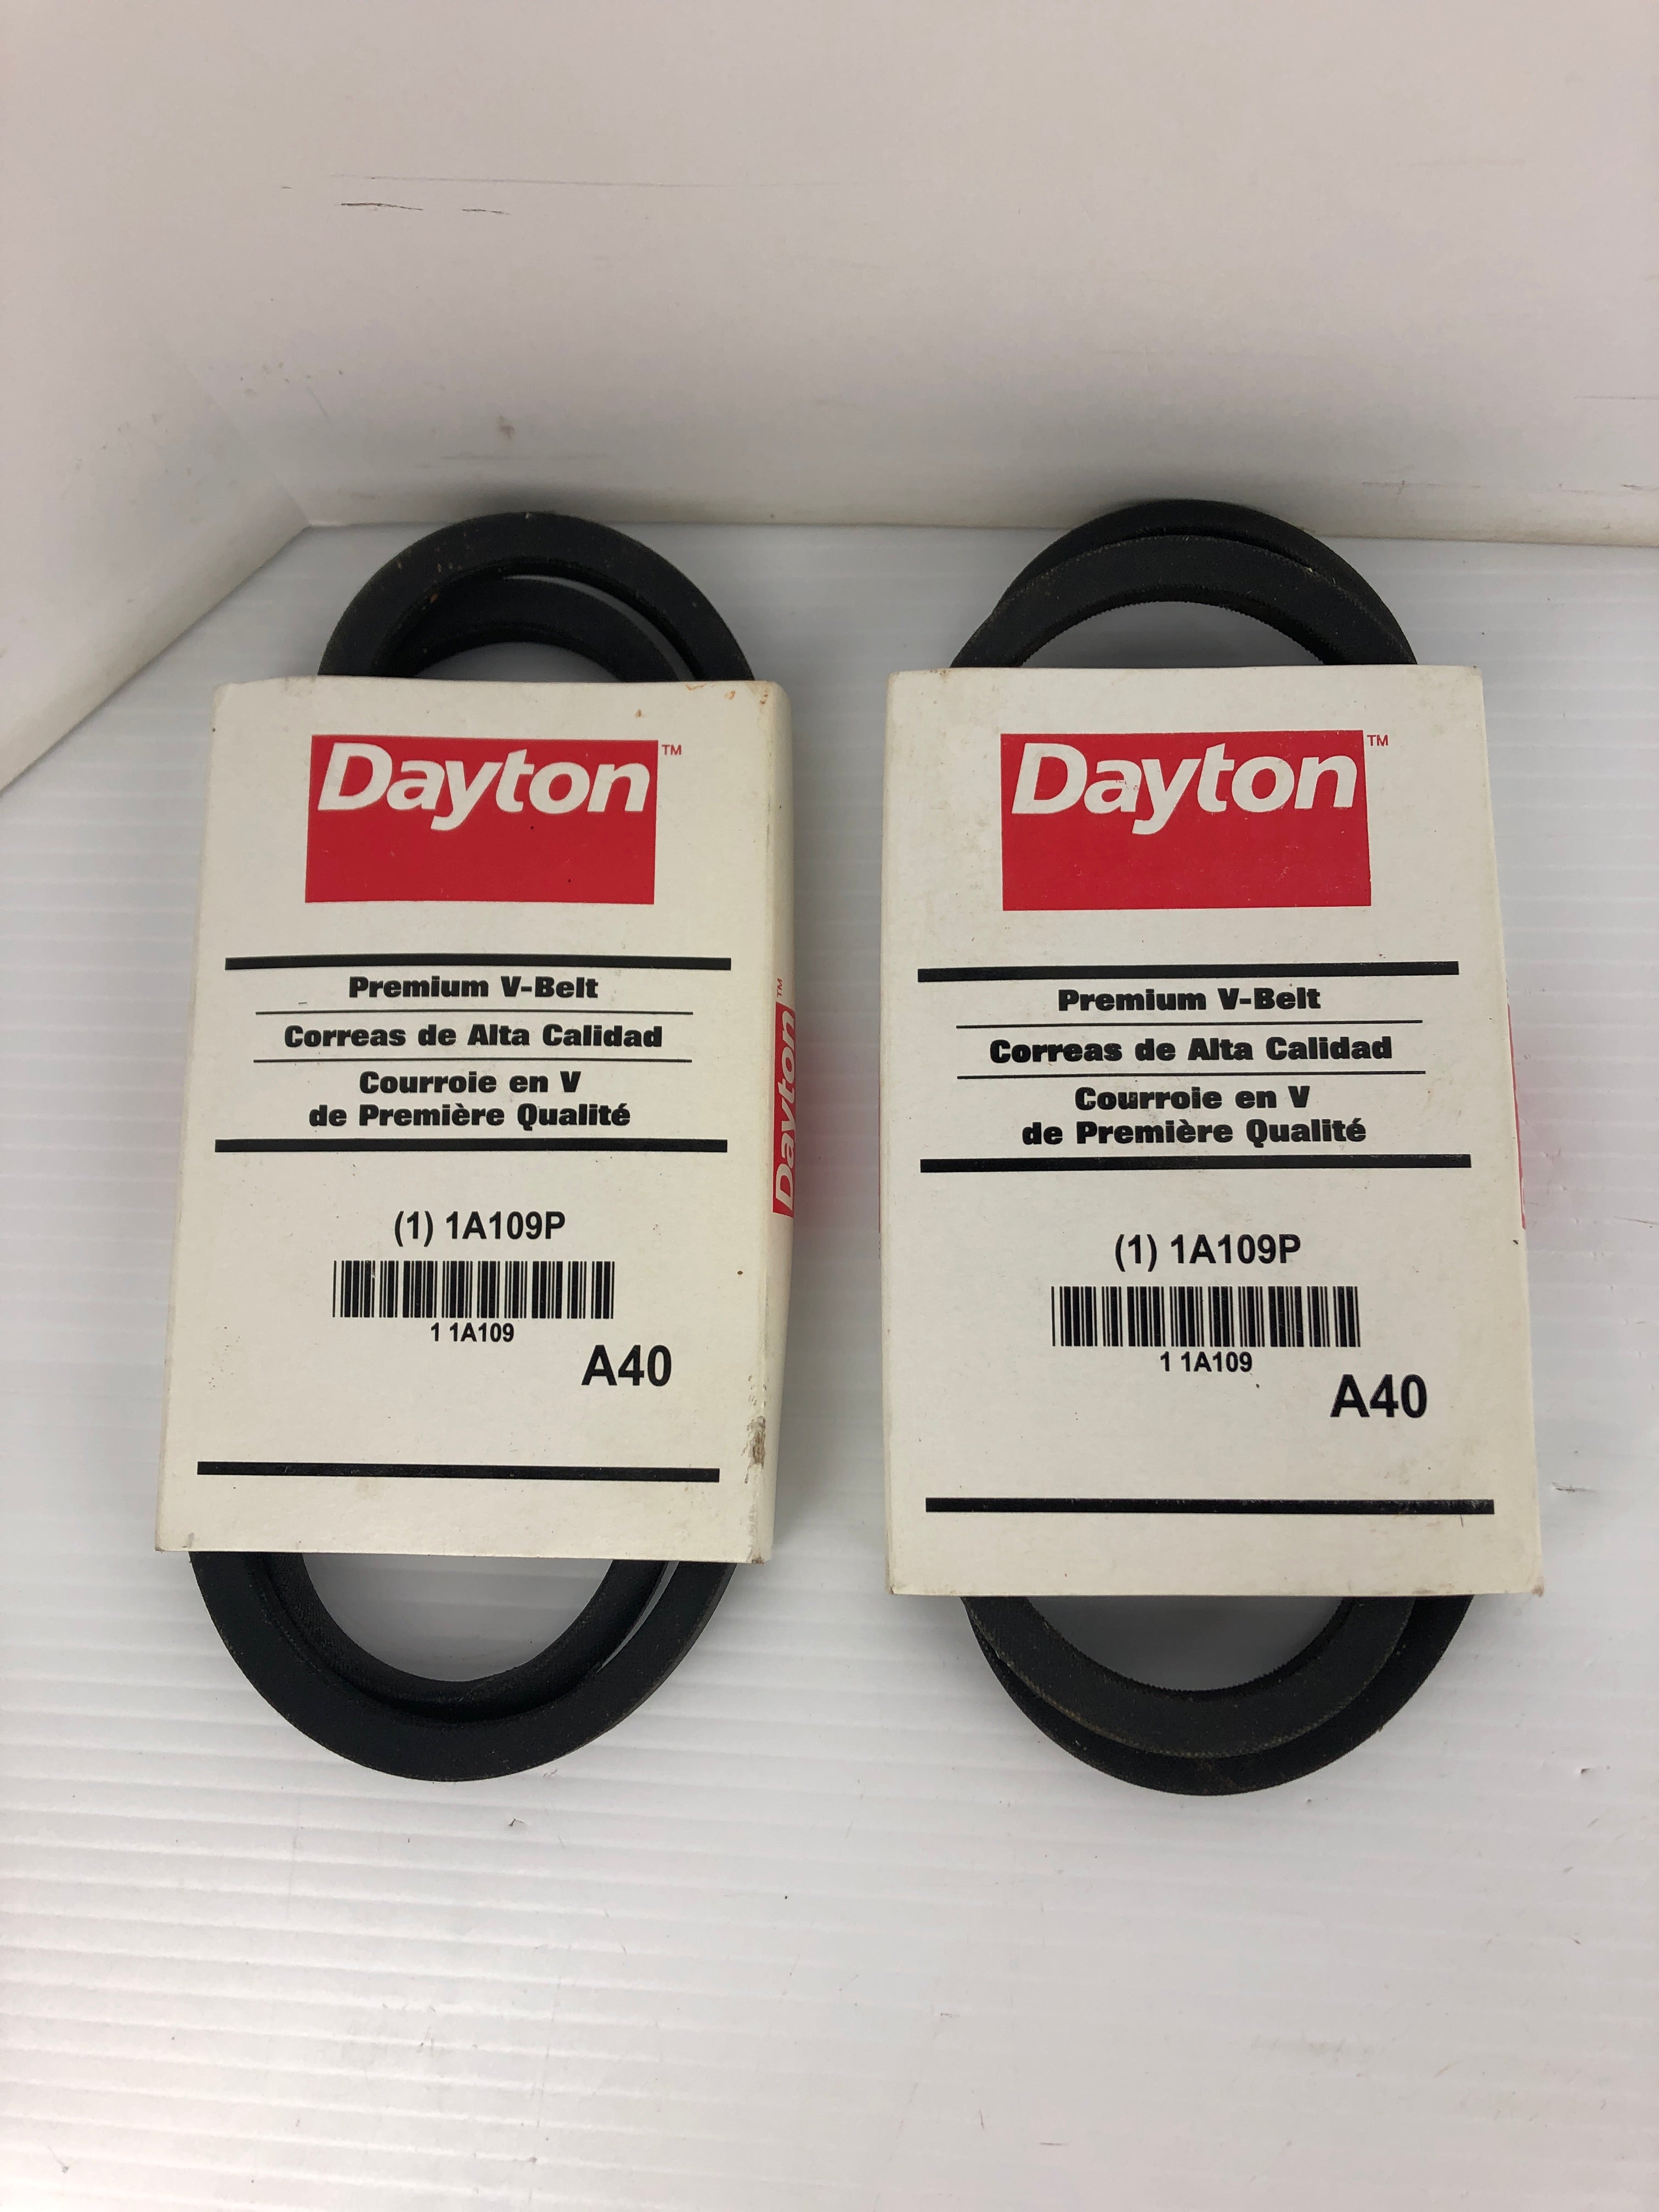 Dayton™
Premium V-Belt
Correas de Alta Calidad
Courroie en V
de Première Qualité
(1) 1A109P
1 1A109
A40
Dayton™
Dayton™
Premium V-Belt
Correas de Alta Calidad
Courroie en V
de Première Qualité
(1) 1A109P
1 1A109
A40